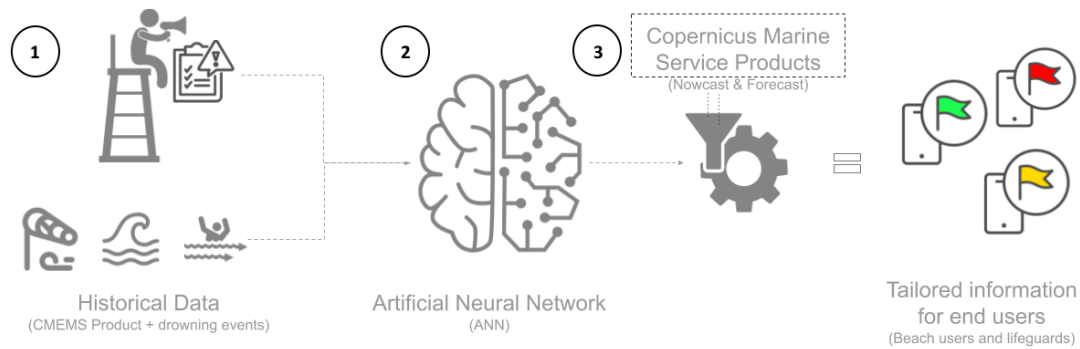 1
2
3
Copernicus Marine
Service Products
(Nowcast & Forecast)
Historical Data
(CMEMS Product + drowning events)
Artificial Neural Network
(ANN)
Tailored information
for end users
(Beach users and lifeguards)